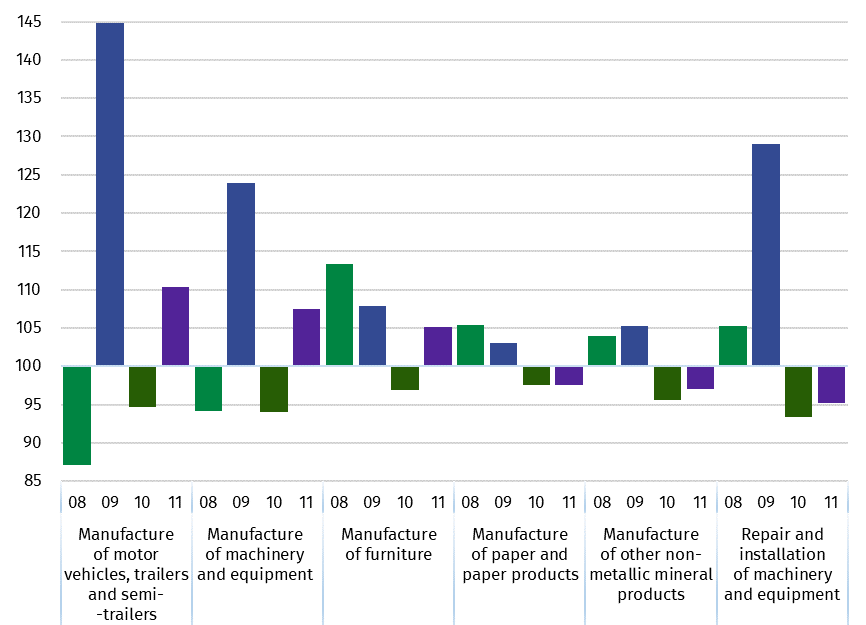 145
140
135
130
125
120
115
110
105
100
95
90
85
08 09 10 11 08 09 10 11 08 09 10 11 08 09 10 11 08 09 10 11 08 09 10 11
Manufacture
of motor
vehicles, trailers
and semi-
-trailers
Manufacture
of machinery
and equipment
Manufacture
of furniture
Manufacture
of paper and
paper products
Manufacture
of other non-
metallic mineral
products
Repair and
installation
of machinery
and equipment